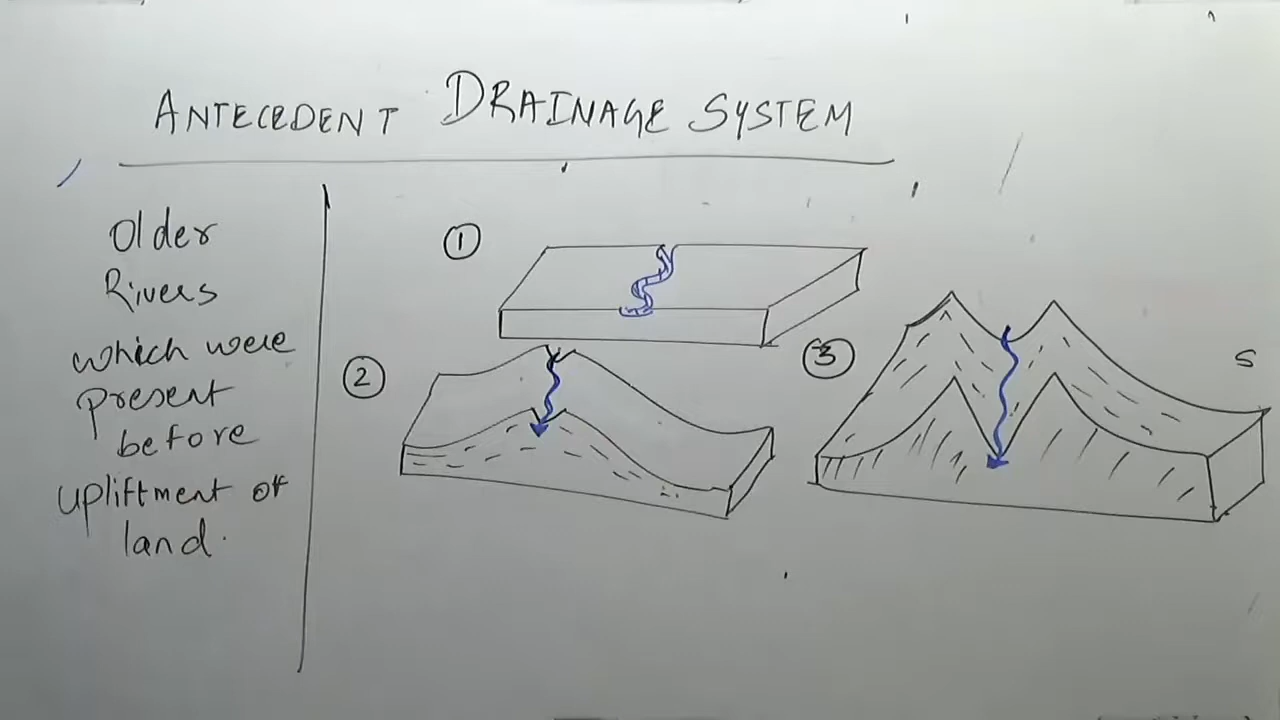 ANTECEDENT DRAINAGE SYSTEM
Older
Rivers
which were
present
before
upliftment of
land.
1
2
3
S